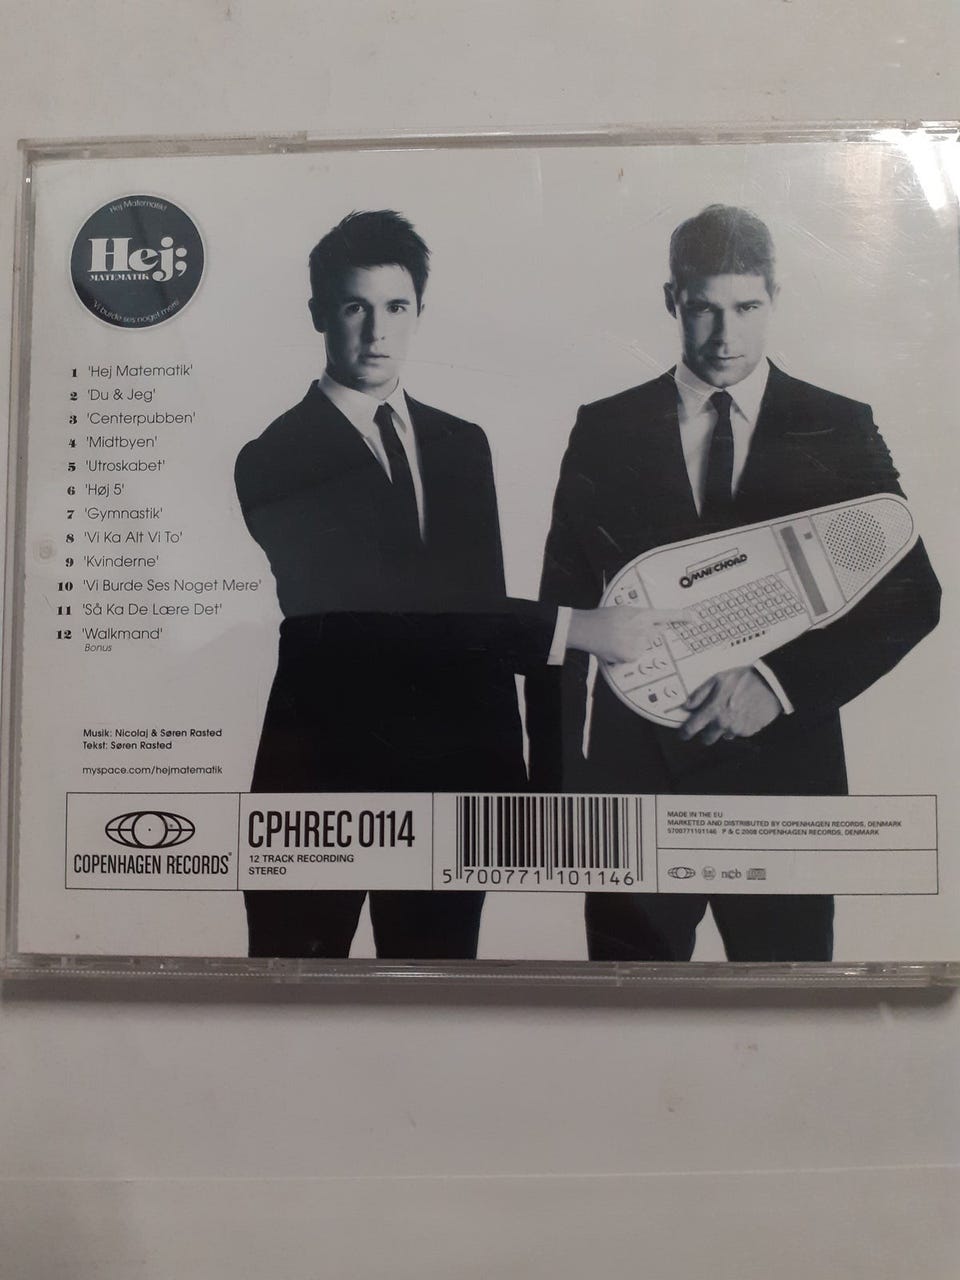 Hej Matematik!
Hej;
MATEMATIK
'Vi burde ses noget mere'
1 'Hej Matematik'
2 'Du & Jeg'
3 'Centerpubben'
4 'Midtbyen'
5 'Utroskabet'
6 'Høj 5'
7 'Gymnastik'
8 'Vi Ka Alt Vi To'
9 'Kvinderne'
10 'Vi Burde Ses Noget Mere'
11 'Så Ka De Lære Det'
12 'Walkmand'
Bonus
OMNICHORD
Musik: Nicolaj & Søren Rasted
Tekst: Søren Rasted
myspace.com/hejmatematik
COPENHAGEN RECORDS®
CPHREC 0114
12 TRACK RECORDING
STEREO
5 700771 101146
MADE IN THE EU
MARKETED AND DISTRIBUTED BY COPENHAGEN RECORDS, DENMARK
5700771101146 P & C 2008 COPENHAGEN RECORDS, DENMARK
ncb